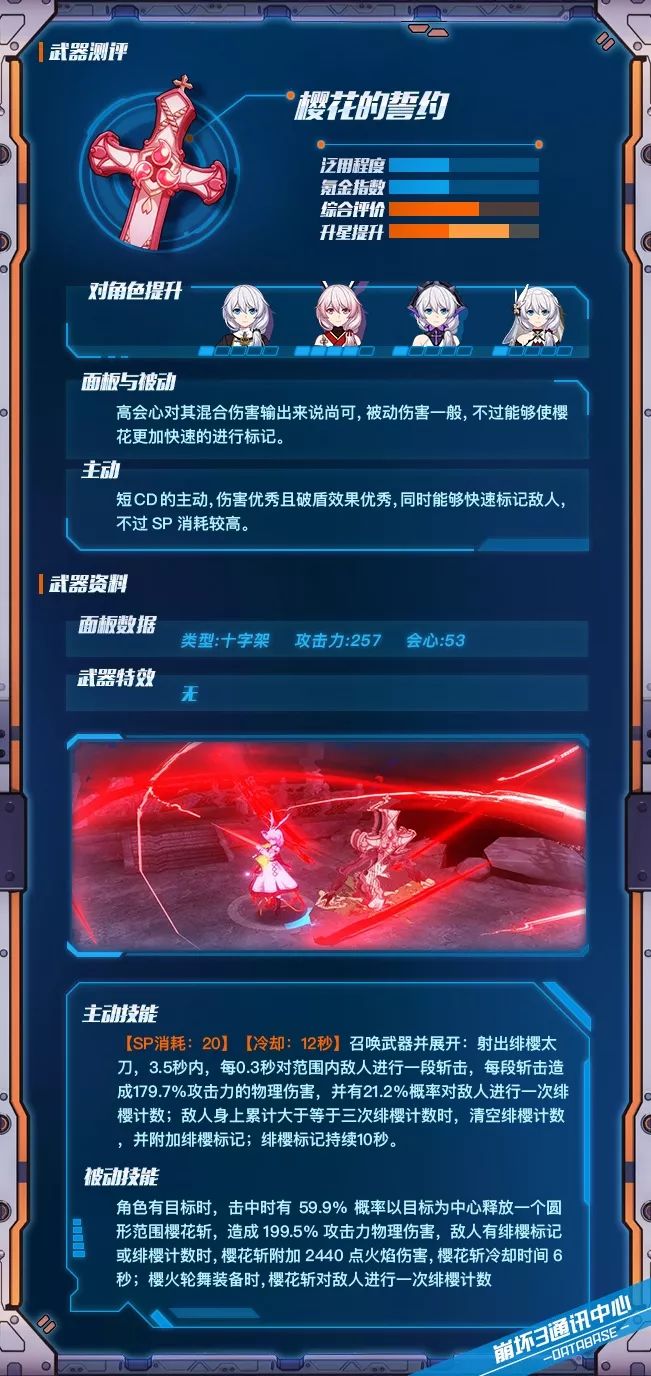 武器测评
樱花的誓约
泛用程度
氪金指数
综合评价
升星提升
对角色提升
面板与被动
高会心对其混合伤害输出来说尚可，被动伤害一般，不过能够使樱
花更加快速的进行标记。
主动
短CD的主动，伤害优秀且破盾效果优秀，同时能够快速标记敌人，
不过 SP 消耗较高。
武器资料
面板数据
类型:十字架 攻击力:257 会心:53
武器特效
无
主动技能
【SP消耗：20】【冷却：12秒】召唤武器并展开：射出绯樱太
刀，3.5秒内，每0.3秒对范围内敌人进行一段斩击，每段斩击造
成179.7%攻击力的物理伤害，并有21.2%概率对敌人进行一次绯
樱计数；敌人身上累计大于等于三次绯樱计数时，清空绯樱计数
，并附加绯樱标记；绯樱标记持续10秒。
被动技能
角色有目标时，击中时有 59.9% 概率以目标为中心释放一个圆
形范围樱花斩，造成 199.5% 攻击力物理伤害，敌人有绯樱标记
或绯樱计数时，樱花斩附加 2440 点火焰伤害，樱花斩冷却时间 6
秒；樱火轮舞装备时，樱花斩对敌人进行一次绯樱计数
崩坏3通讯中心
—DATABASE—